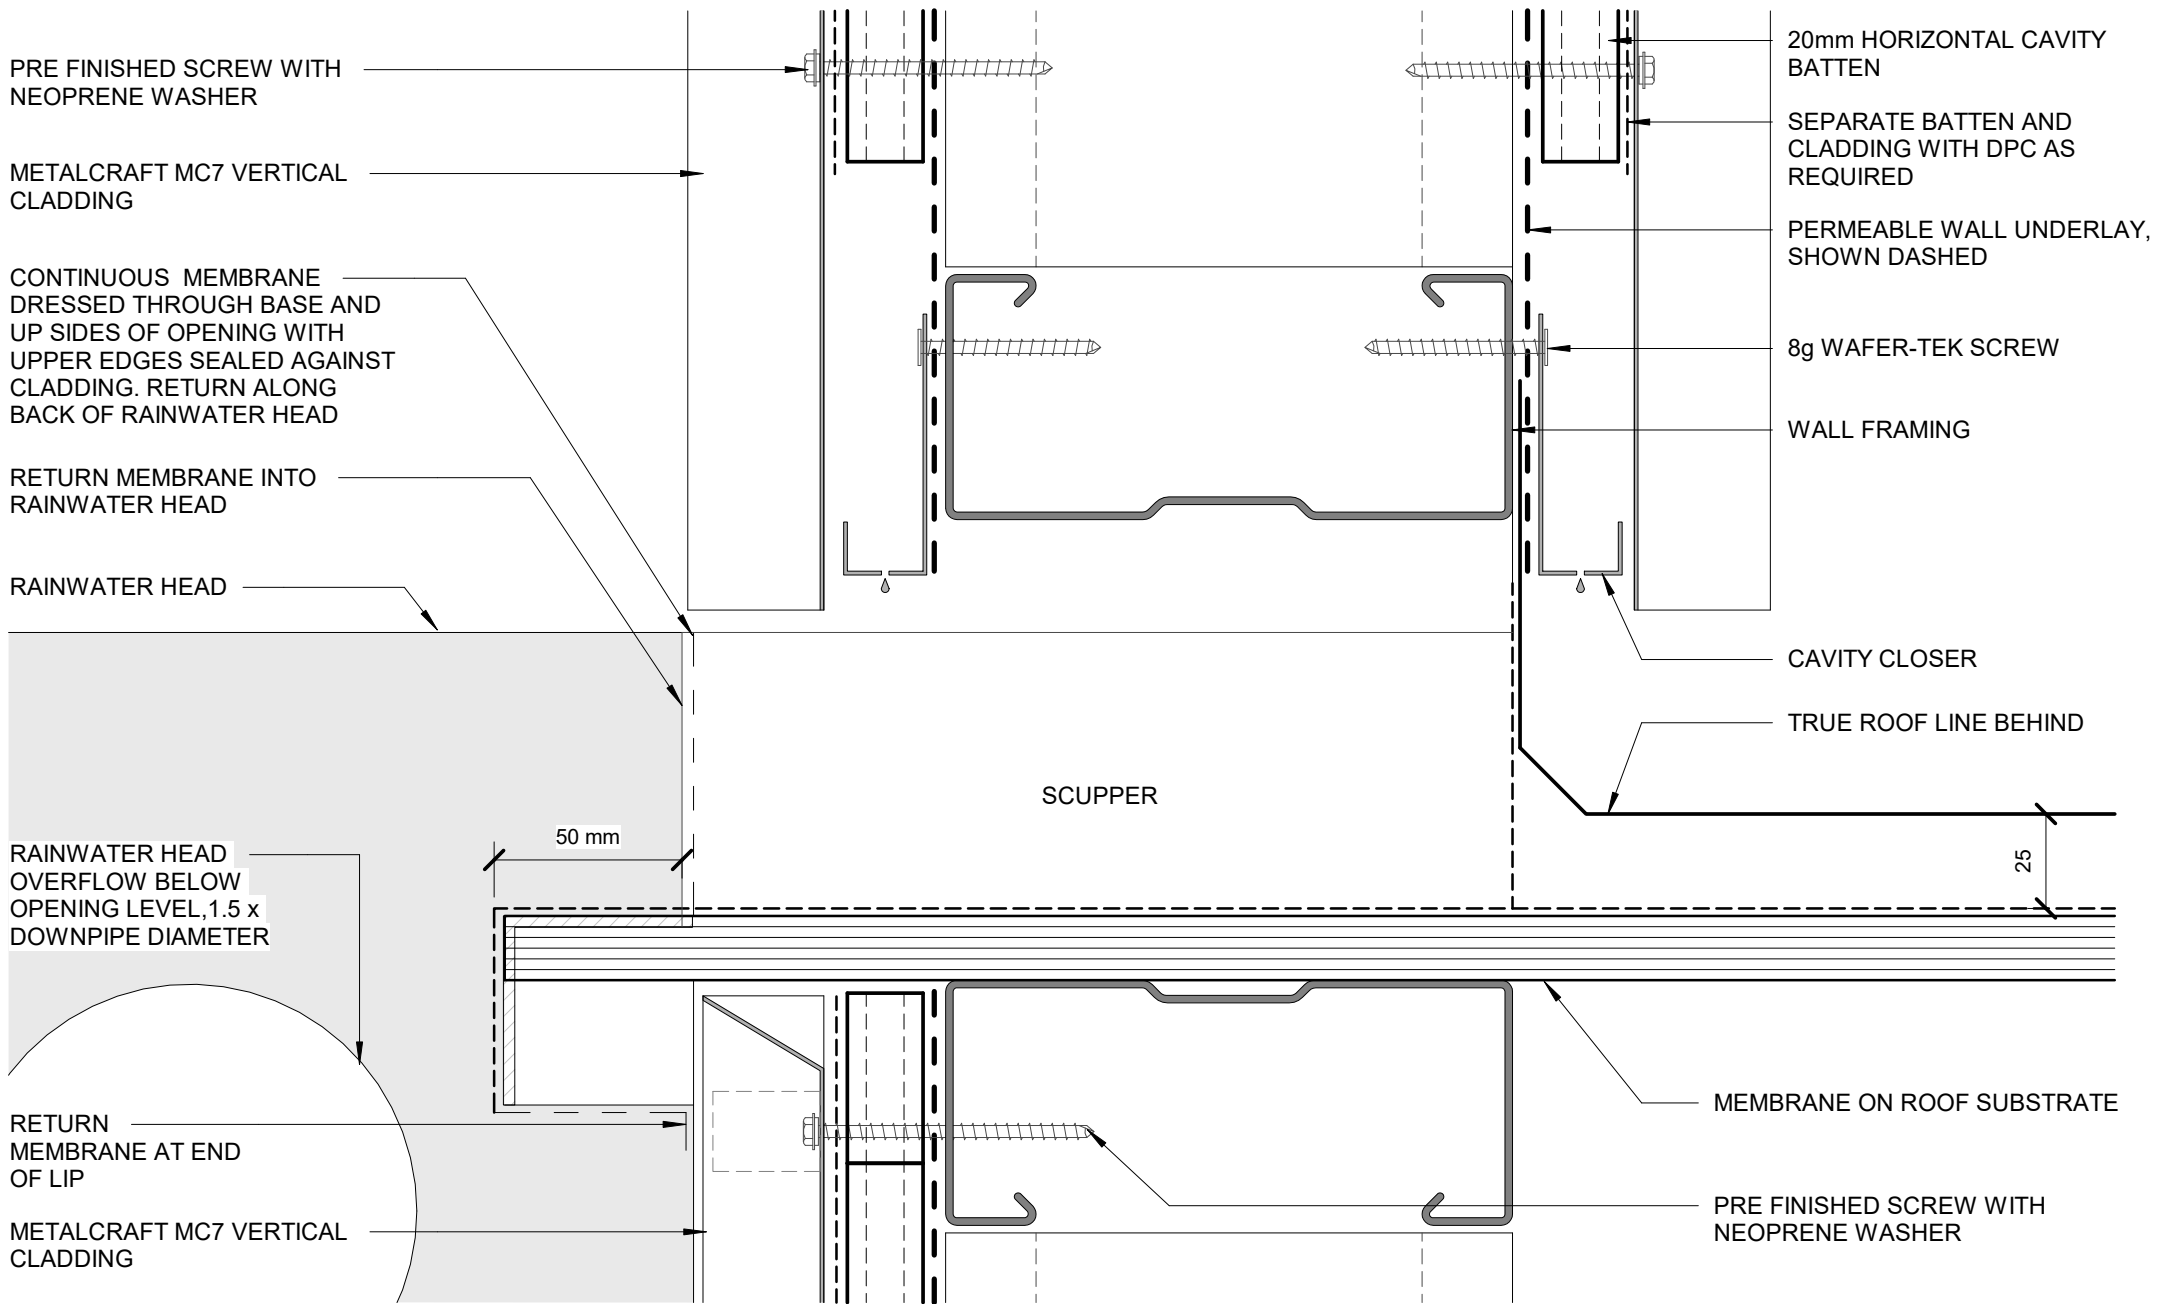 PRE FINISHED SCREW WITH
NEOPRENE WASHER
METALCRAFT MC7 VERTICAL
CLADDING
CONTINUOUS MEMBRANE
DRESSED THROUGH BASE AND
UP SIDES OF OPENING WITH
UPPER EDGES SEALED AGAINST
CLADDING. RETURN ALONG
BACK OF RAINWATER HEAD
RETURN MEMBRANE INTO
RAINWATER HEAD
RAINWATER HEAD
RAINWATER HEAD
OVERFLOW BELOW
OPENING LEVEL,1.5 x
DOWNPIPE DIAMETER
RETURN
MEMBRANE AT END
OF LIP
METALCRAFT MC7 VERTICAL
CLADDING
50 mm
SCUPPER
20mm HORIZONTAL CAVITY
BATTEN
SEPARATE BATTEN AND
CLADDING WITH DPC AS
REQUIRED
PERMEABLE WALL UNDERLAY,
SHOWN DASHED
8g WAFER-TEK SCREW
WALL FRAMING
CAVITY CLOSER
TRUE ROOF LINE BEHIND
25
MEMBRANE ON ROOF SUBSTRATE
PRE FINISHED SCREW WITH
NEOPRENE WASHER